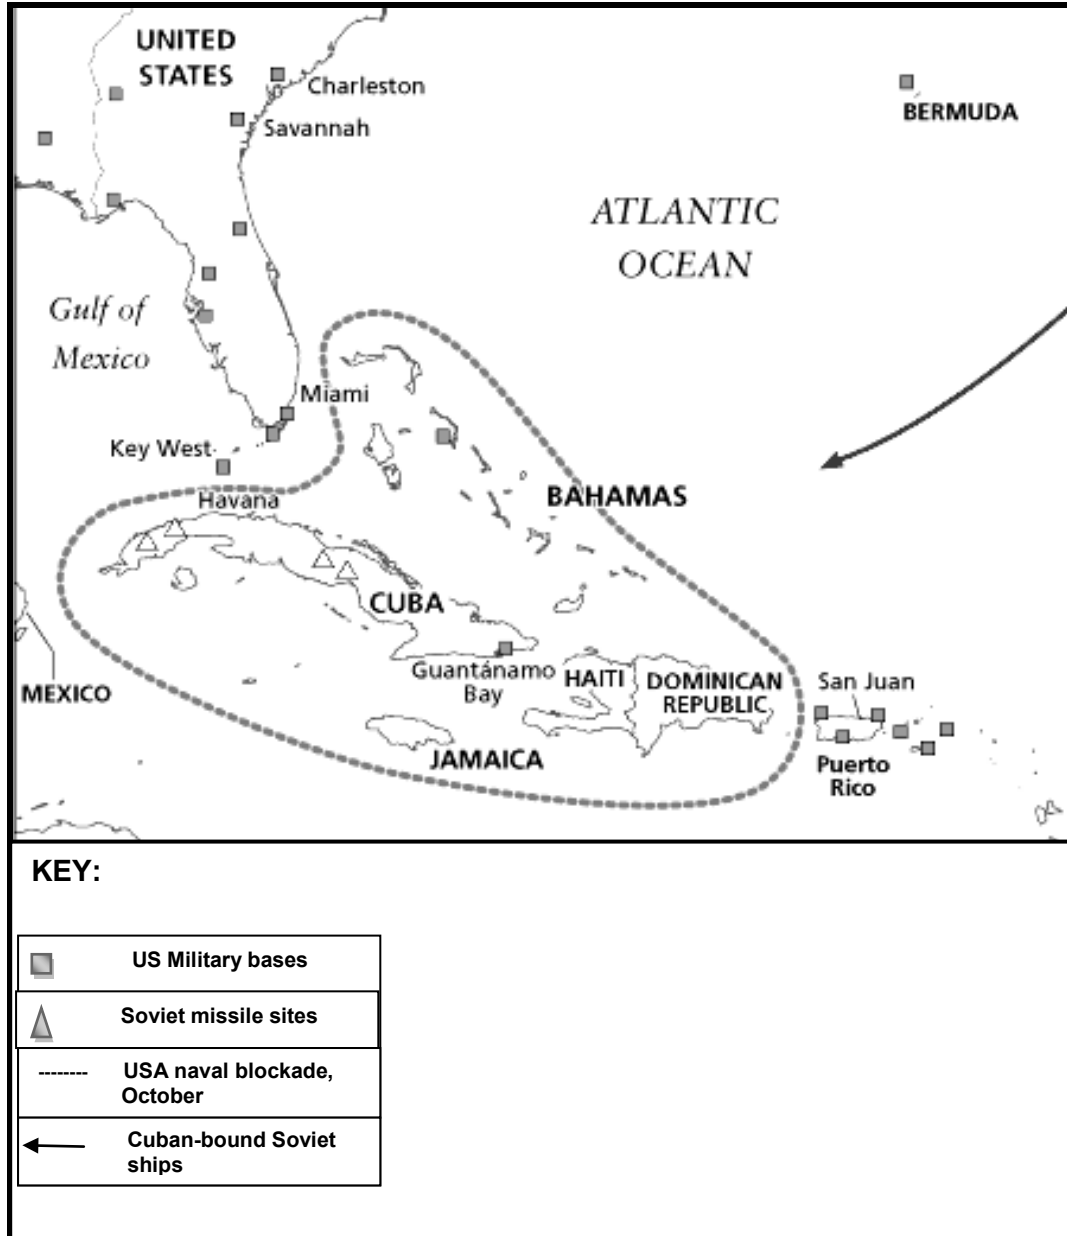 UNITED
STATES
Charleston
Savannah
BERMUDA
ATLANTIC
OCEAN
Gulf of
Mexico
Miami
Key West
Havana
BAHAMAS
CUBA
Guantánamo
Bay
HAITI
DOMINICAN
REPUBLIC
San Juan
MEXICO
JAMAICA
Puerto
Rico
KEY:
US Military bases
Soviet missile sites
USA naval blockade,
October
Cuban-bound Soviet
ships